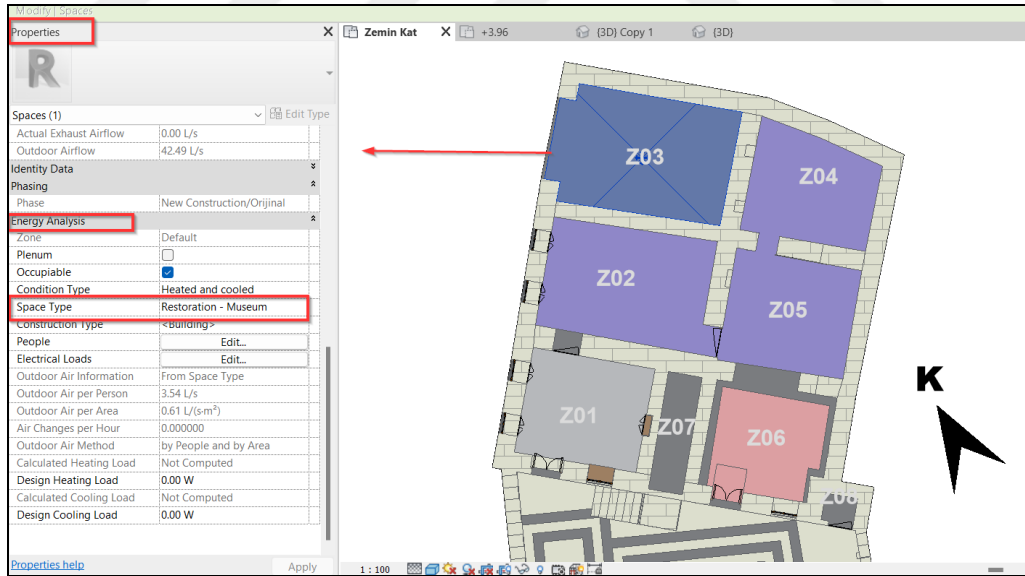 Modify | Spaces
Properties
Zemin Kat
+3.96
{3D} Copy 1
{3D}
R
Spaces (1)
Edit Type
Actual Exhaust Airflow 0.00 L/s
Outdoor Airflow 42.49 L/s
Identity Data
Phasing
Phase New Construction/Orijinal
Energy Analysis
Zone Default
Plenum
Occupiable
Condition Type Heated and cooled
Space Type Restoration - Museum
Construction Type <Building>
People Edit...
Electrical Loads Edit...
Outdoor Air Information From Space Type
Outdoor Air per Person 3.54 L/s
Outdoor Air per Area 0.61 L/(s·m²)
Air Changes per Hour 0.000000
Outdoor Air Method by People and by Area
Calculated Heating Load Not Computed
Design Heating Load 0.00 W
Calculated Cooling Load Not Computed
Design Cooling Load 0.00 W
Properties help
Apply
Z03
Z04
Z02
Z05
Z01
Z07
Z06
Z08
K
1 : 100